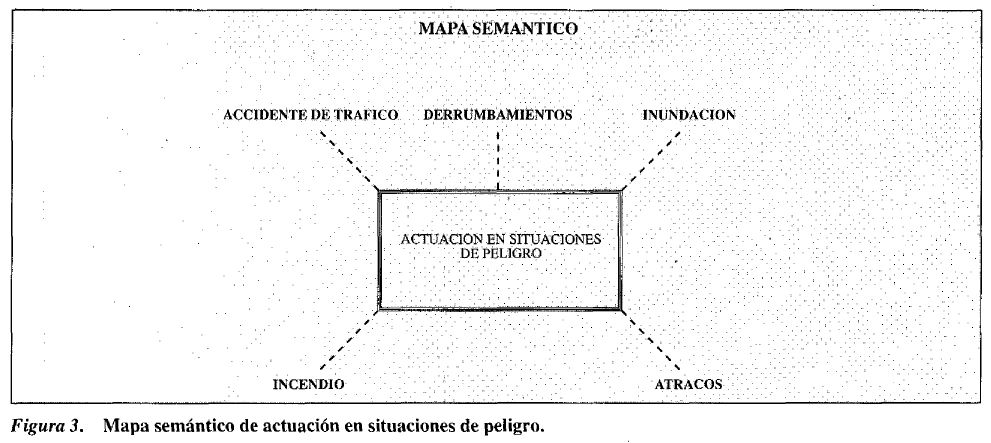 MAPA SEMANTICO
ACCIDENTE DE TRAFICO DERRUMBAMIENTOS INUNDACION
ACTUACION EN SITUACIONES
DE PELIGRO
INCENDIO ATRACOS
Figura 3. Mapa semántico de actuación en situaciones de peligro.